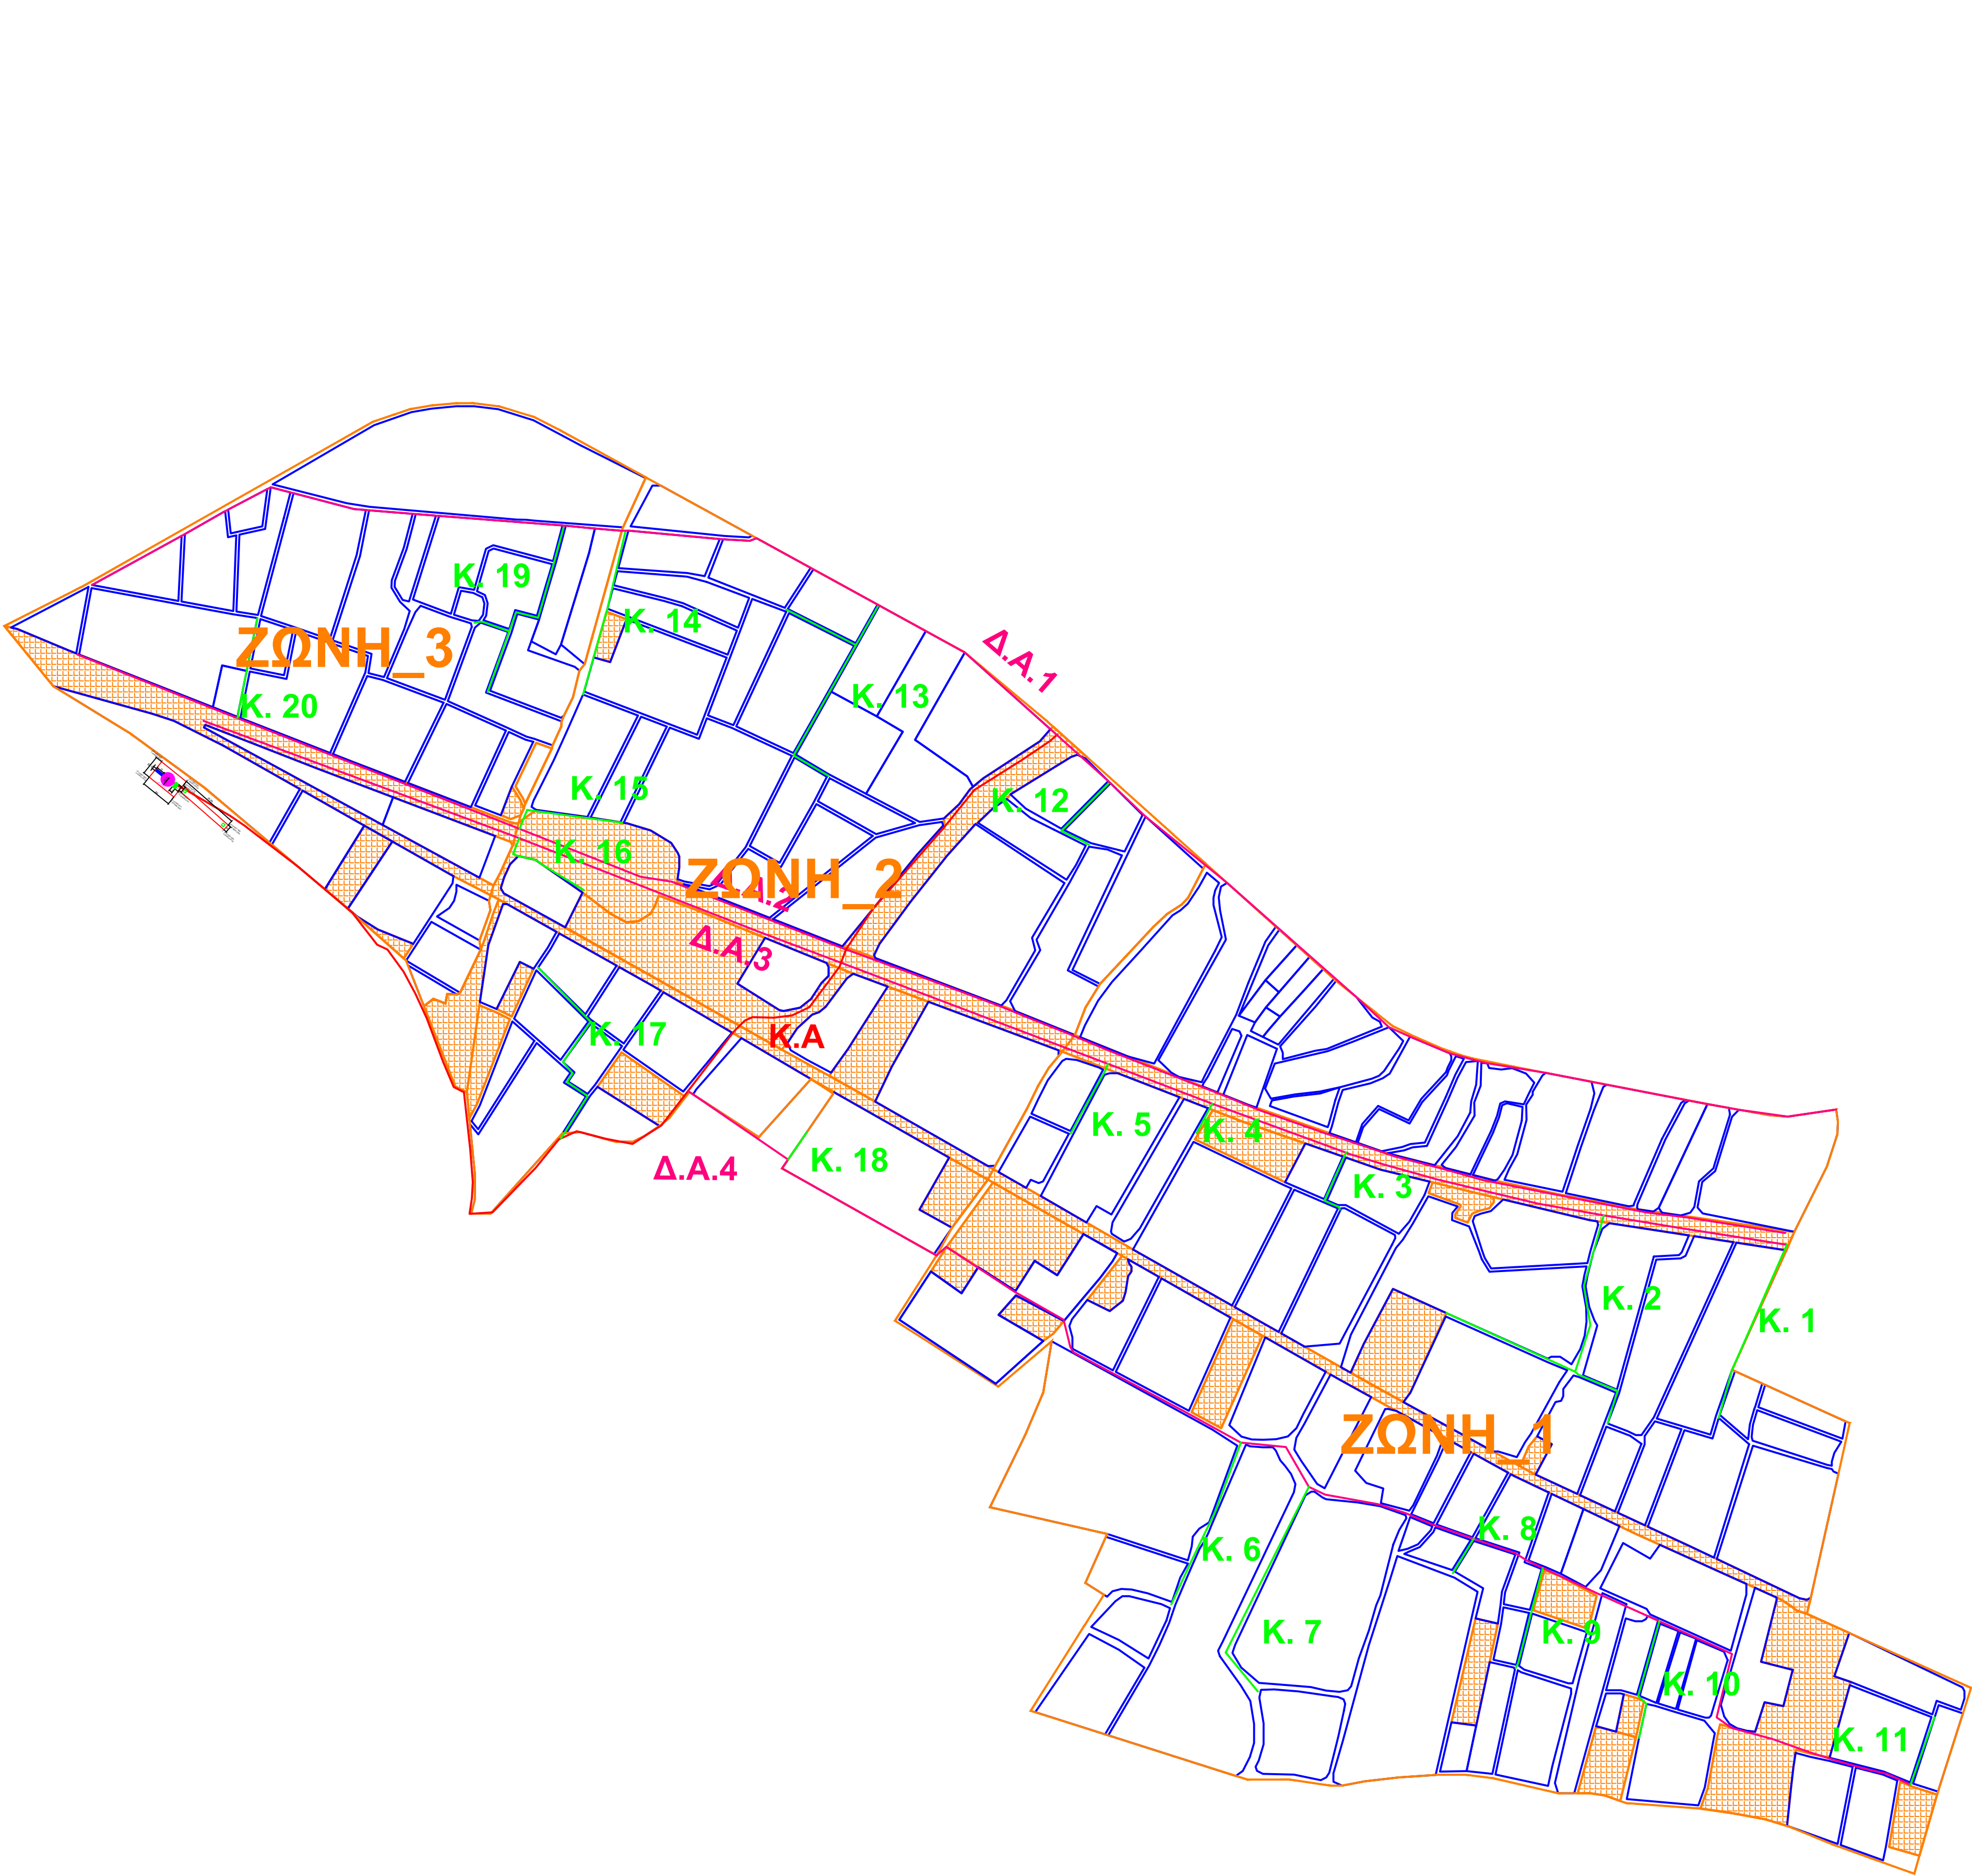 Δ.Α.1
Κ. 19
Κ. 14
ΖΩΝΗ_3
Κ. 20
Κ. 13
Κ. 15
Κ. 12
Κ. 16
ΖΩΝΗ_2
Δ.Α.2
Δ.Α.3
Κ. 17
Κ.Α
Κ. 5
Κ. 4
Κ. 18
Δ.Α.4
Κ. 3
Κ. 2
Κ. 1
ΖΩΝΗ_1
Κ. 8
Κ. 6
Κ. 7
Κ. 9
Κ. 10
Κ. 11